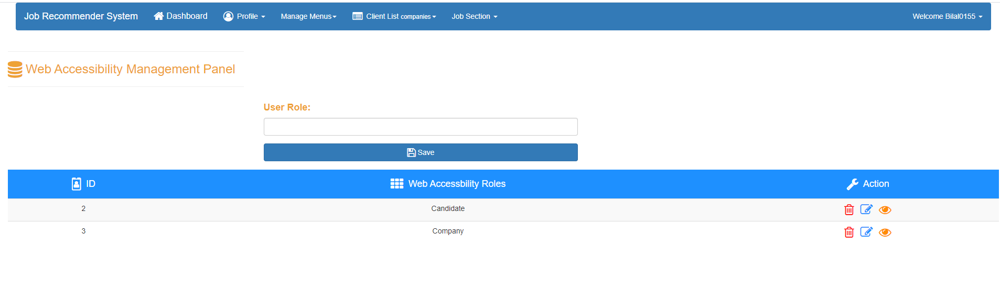 Job Recommender System Dashboard Profile Manage Menus Client List companies Job Section Welcome Bilal0155
Web Accessibility Management Panel
User Role:
Save
ID Web Accessbility Roles Action
2 Candidate
3 Company